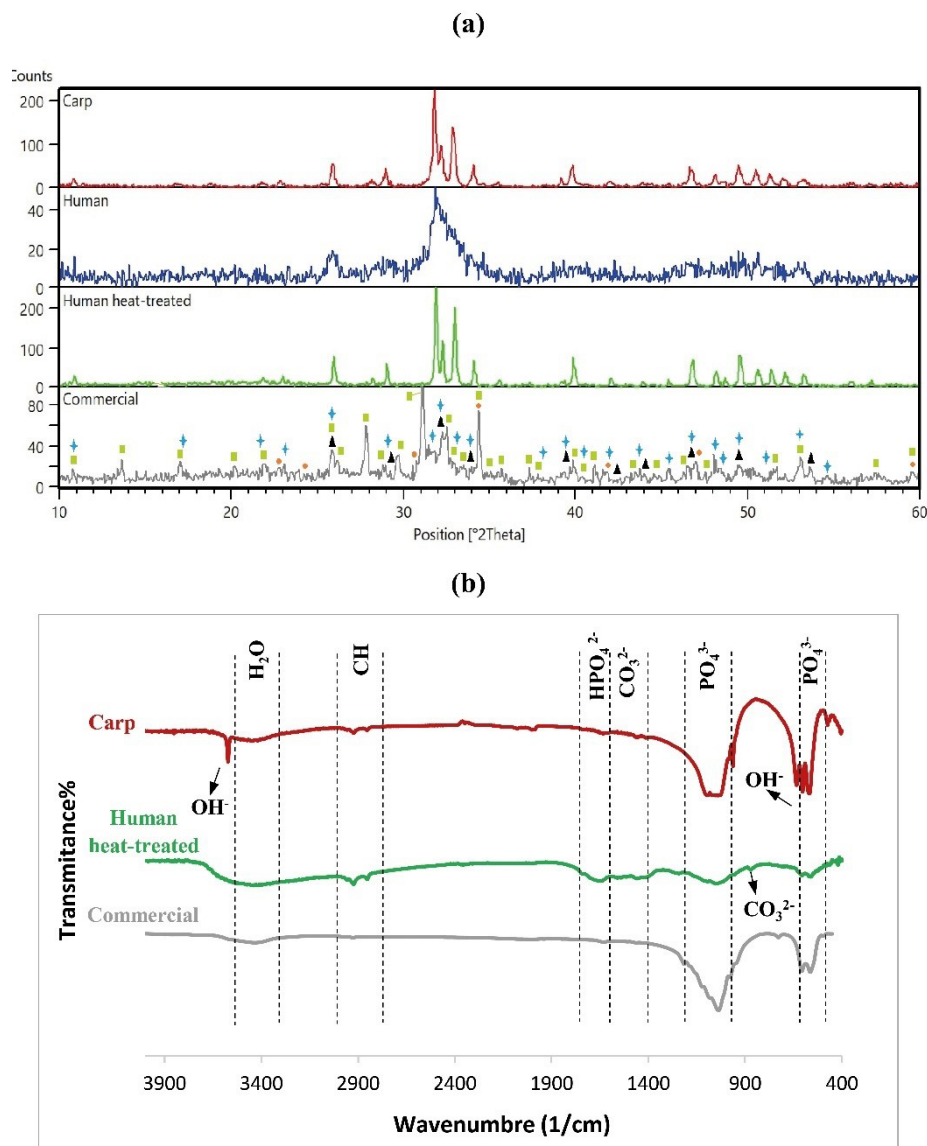 (a)
Counts
Carp
200
100
0
Human
40
20
0
Human heat-treated
200
100
0
Commercial
80
40
0
10 20 30 40 50 60
Position [°2Theta]
(b)
H₂O
CH
HPO₄²⁻
CO₃²⁻
PO₄³⁻
PO₄³⁻
Carp
OH⁻
OH⁻
Human
heat-treated
CO₃²⁻
Commercial
Transmitance%
3900 3400 2900 2400 1900 1400 900 400
Wavenumbre (1/cm)